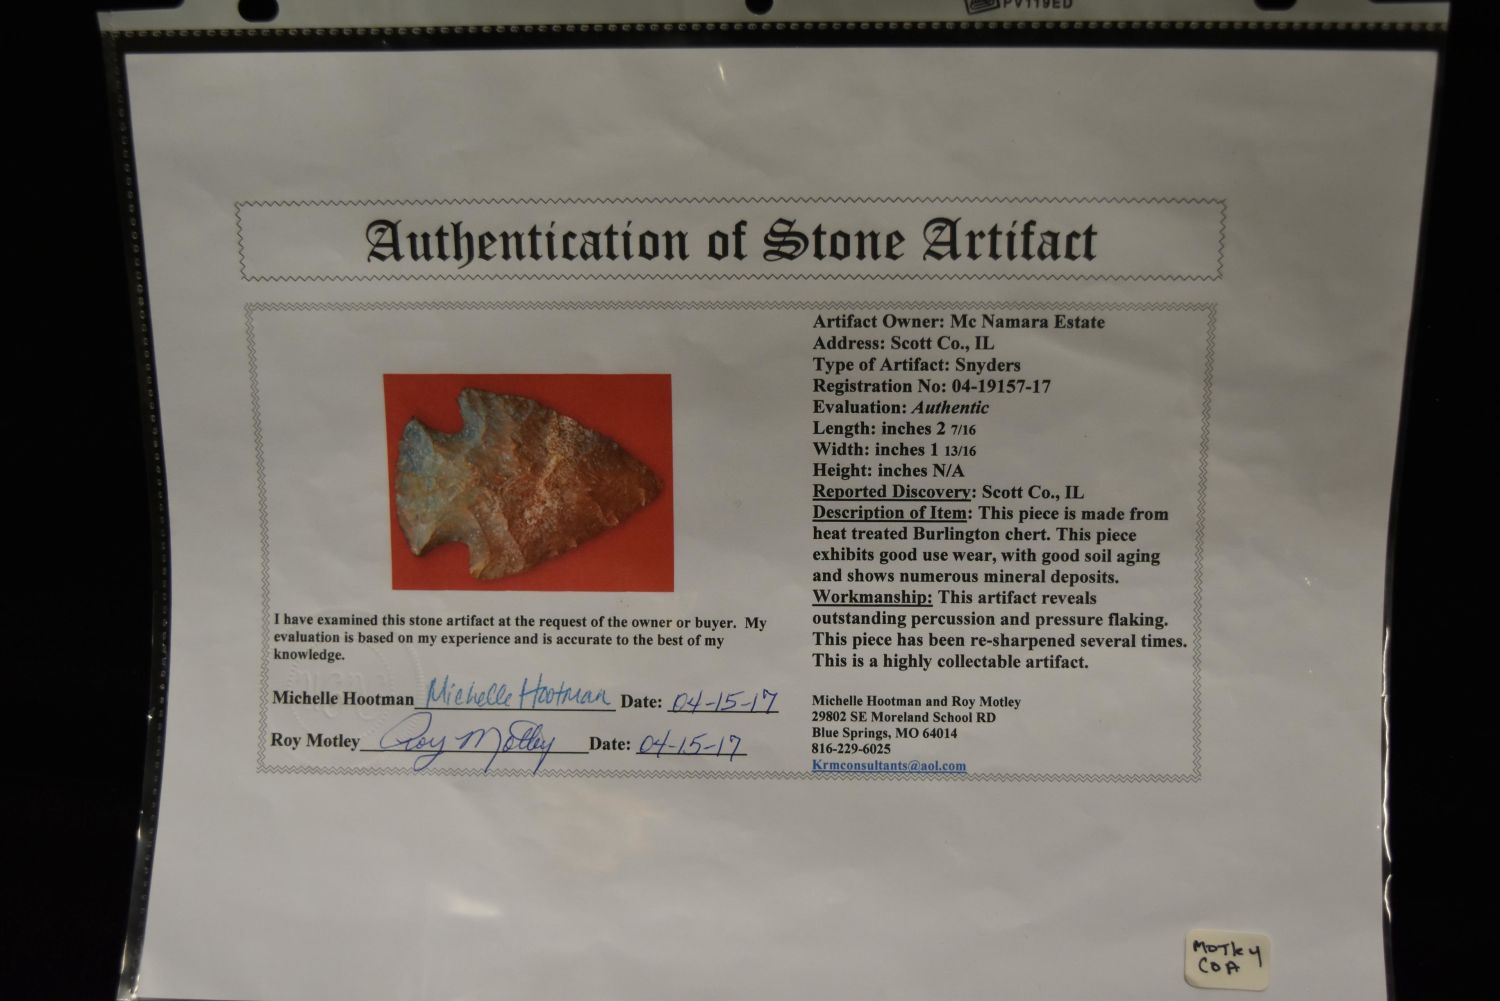 PV119ED
Authentication of Stone Artifact
Artifact Owner: Mc Namara Estate
Address: Scott Co., IL
Type of Artifact: Snyders
Registration No: 04-19157-17
Evaluation: Authentic
Length: inches 2 7/16
Width: inches 1 13/16
Height: inches N/A
Reported Discovery: Scott Co., IL
Description of Item: This piece is made from
heat treated Burlington chert. This piece
exhibits good use wear, with good soil aging
and shows numerous mineral deposits.
Workmanship: This artifact reveals
outstanding percussion and pressure flaking.
This piece has been re-sharpened several times.
This is a highly collectable artifact.
I have examined this stone artifact at the request of the owner or buyer. My
evaluation is based on my experience and is accurate to the best of my
knowledge.
Michelle Hootman Michelle Hootman Date: 04-15-17
Roy Motley Roy Motley Date: 04-15-17
Michelle Hootman and Roy Motley
29802 SE Moreland School RD
Blue Springs, MO 64014
816-229-6025
Krmconsultants@aol.com
Motley
COA